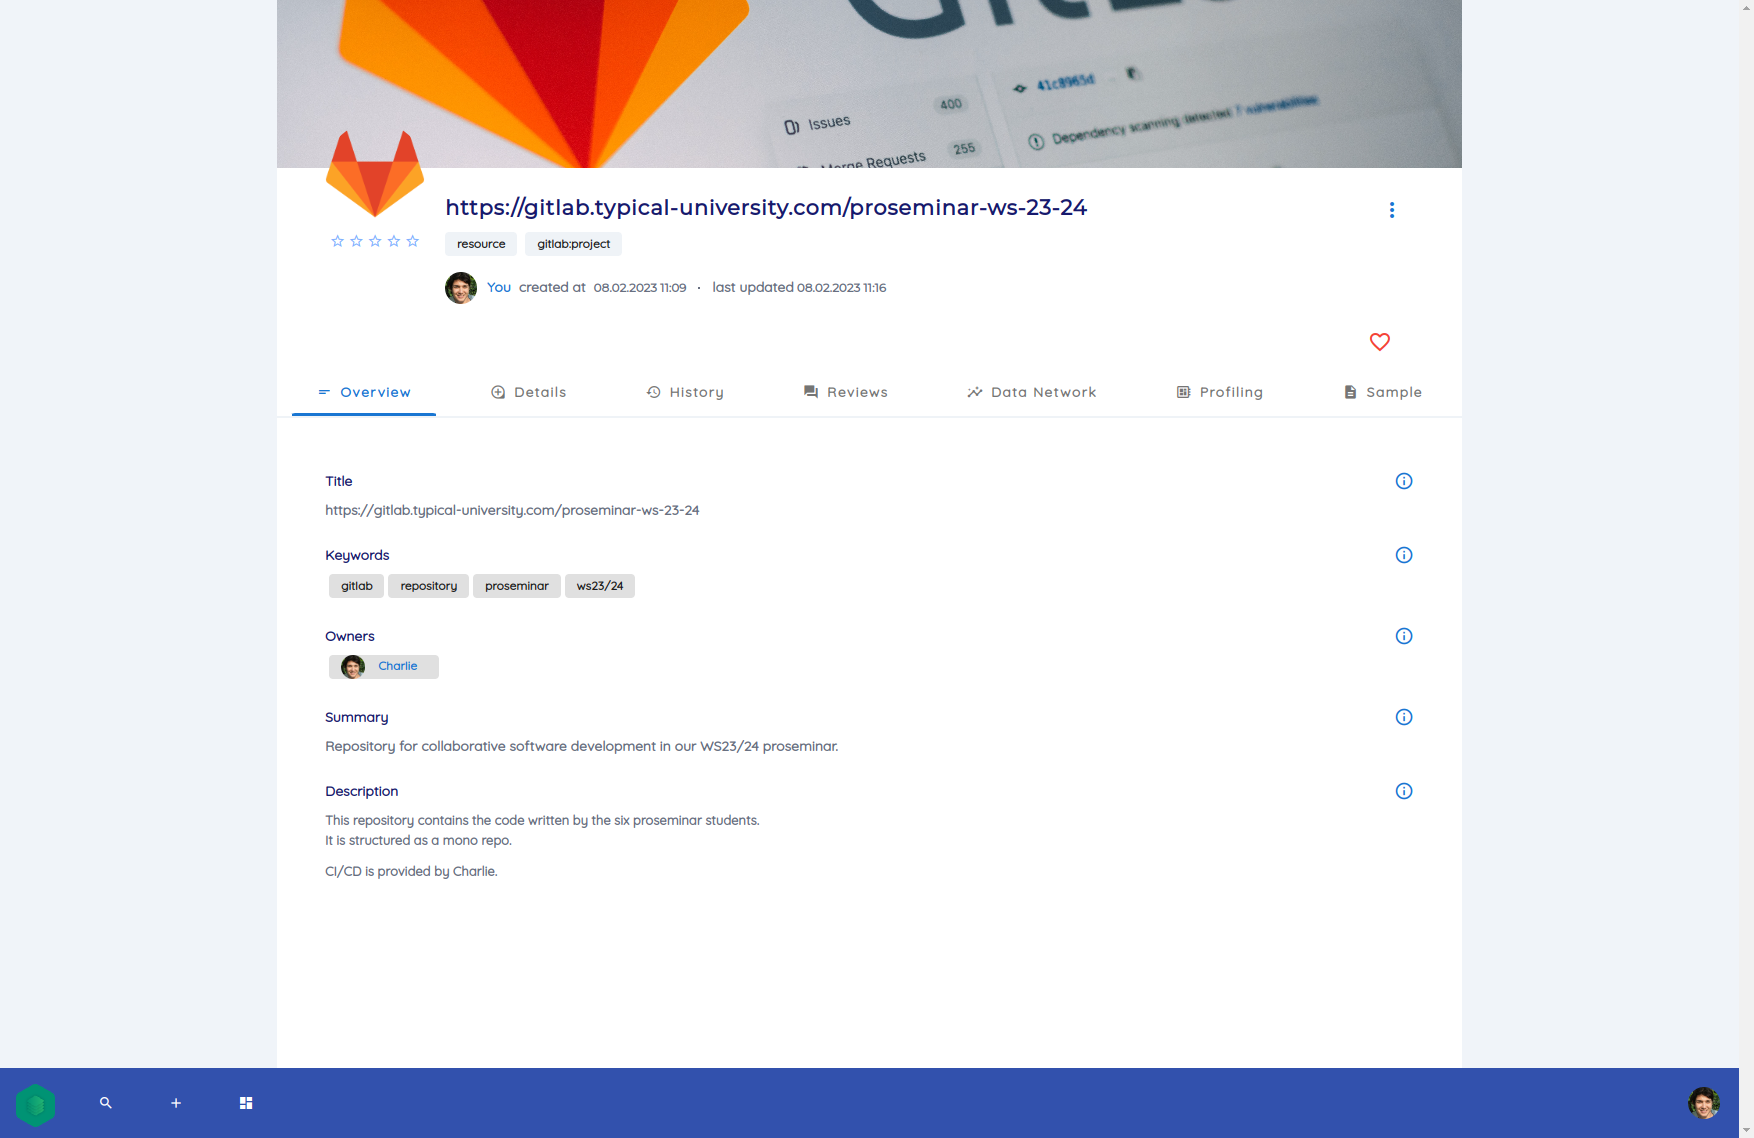 41c8965d
400
Issues
Dependency scanning detected 7 vulnerabilities
255
Merge Requests
https://gitlab.typical-university.com/proseminar-ws-23-24
resource gitlab:project
You created at 08.02.2023 11:09 · last updated 08.02.2023 11:16
Overview Details History Reviews Data Network Profiling Sample
Title
https://gitlab.typical-university.com/proseminar-ws-23-24
Keywords
gitlab repository proseminar ws23/24
Owners
Charlie
Summary
Repository for collaborative software development in our WS23/24 proseminar.
Description
This repository contains the code written by the six proseminar students.
It is structured as a mono repo.
CI/CD is provided by Charlie.